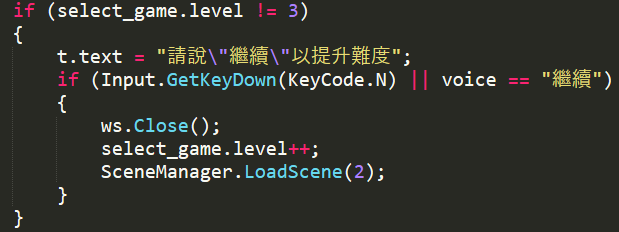 if (select_game.level != 3)
{
t.text = "請說\"繼續\"以提升難度";
if (Input.GetKeyDown(KeyCode.N) || voice == "繼續")
{
ws.Close();
select_game.level++;
SceneManager.LoadScene(2);
}
}